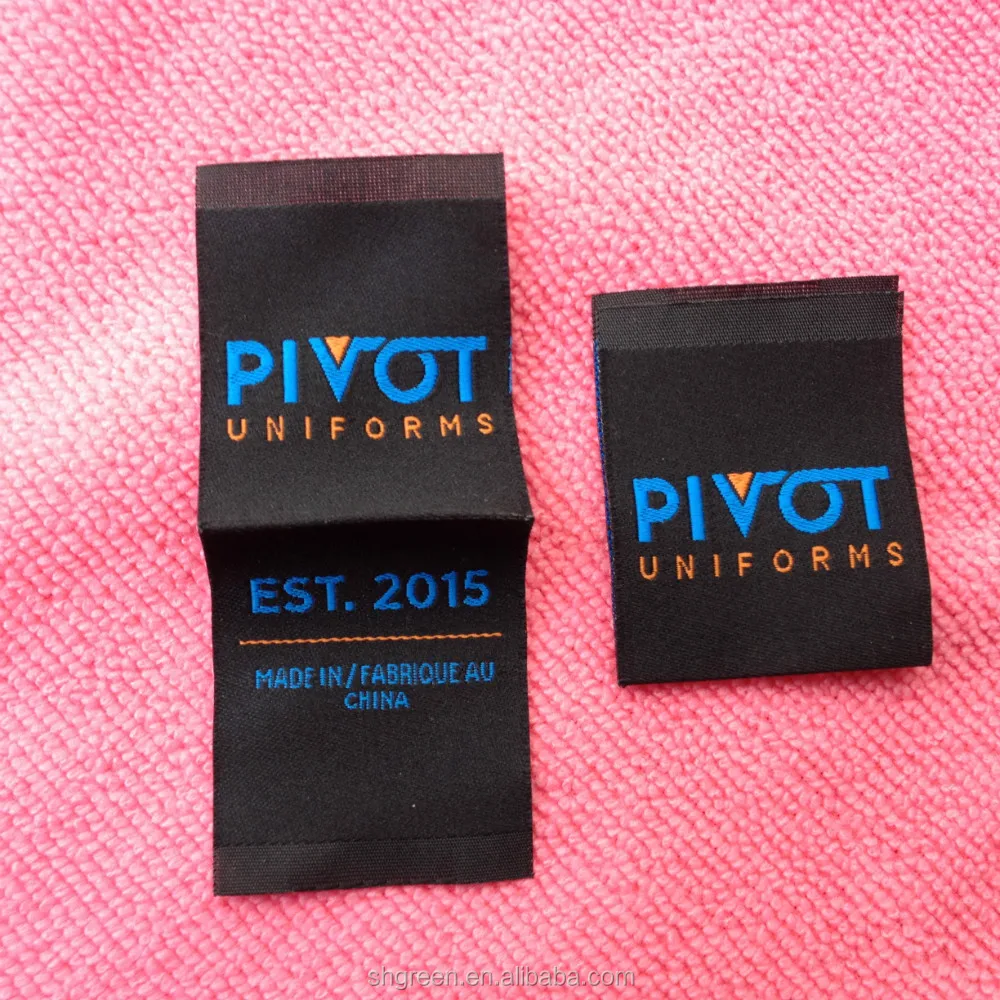 PIVOT
UNIFORMS
EST. 2015
MADE IN/FABRIQUE AU
CHINA
PIVOT
UNIFORMS
shgreen.en.alibaba.com